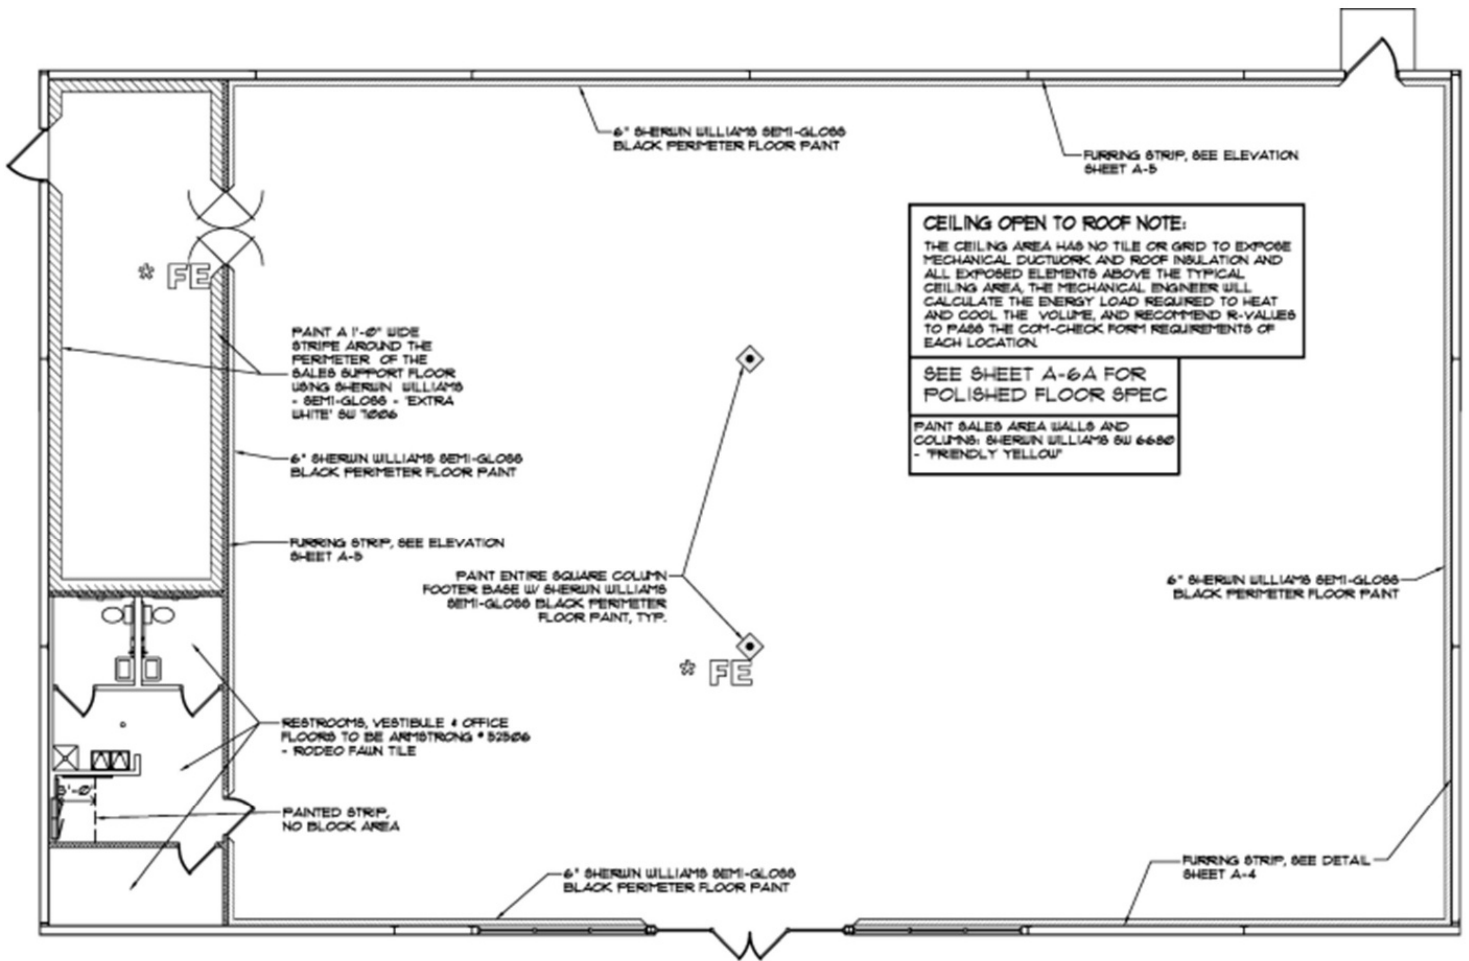 6" SHERWIN WILLIAMS SEMI-GLOSS
BLACK PERIMETER FLOOR PAINT
FURRING STRIP, SEE ELEVATION
SHEET A-5
CEILING OPEN TO ROOF NOTE:
THE CEILING AREA HAS NO TILE OR GRID TO EXPOSE
MECHANICAL DUCTWORK AND ROOF INSULATION AND
ALL EXPOSED ELEMENTS ABOVE THE TYPICAL
CEILING AREA, THE MECHANICAL ENGINEER WILL
CALCULATE THE ENERGY LOAD REQUIRED TO HEAT
AND COOL THE VOLUME, AND RECOMMEND R-VALUES
TO PASS THE COM-CHECK FORM REQUIREMENTS OF
EACH LOCATION.
SEE SHEET A-6A FOR
POLISHED FLOOR SPEC
PAINT SALES AREA WALLS AND
COLUMNS: SHERWIN WILLIAMS SW 6680
- "FRIENDLY YELLOW"
* FE
PAINT A 1'-0" WIDE
STRIPE AROUND THE
PERIMETER OF THE
SALES SUPPORT FLOOR
USING SHERWIN WILLIAMS
- SEMI-GLOSS - 'EXTRA
WHITE' SW 7006
6" SHERWIN WILLIAMS SEMI-GLOSS
BLACK PERIMETER FLOOR PAINT
FURRING STRIP, SEE ELEVATION
SHEET A-5
PAINT ENTIRE SQUARE COLUMN
FOOTER BASE W/ SHERWIN WILLIAMS
SEMI-GLOSS BLACK PERIMETER
FLOOR PAINT, TYP.
6" SHERWIN WILLIAMS SEMI-GLOSS
BLACK PERIMETER FLOOR PAINT
* FE
RESTROOMS, VESTIBULE & OFFICE
FLOORS TO BE ARMSTRONG # 52506
- RODEO FAWN TILE
3'-0"
PAINTED STRIP,
NO BLOCK AREA
6" SHERWIN WILLIAMS SEMI-GLOSS
BLACK PERIMETER FLOOR PAINT
FURRING STRIP, SEE DETAIL
SHEET A-4